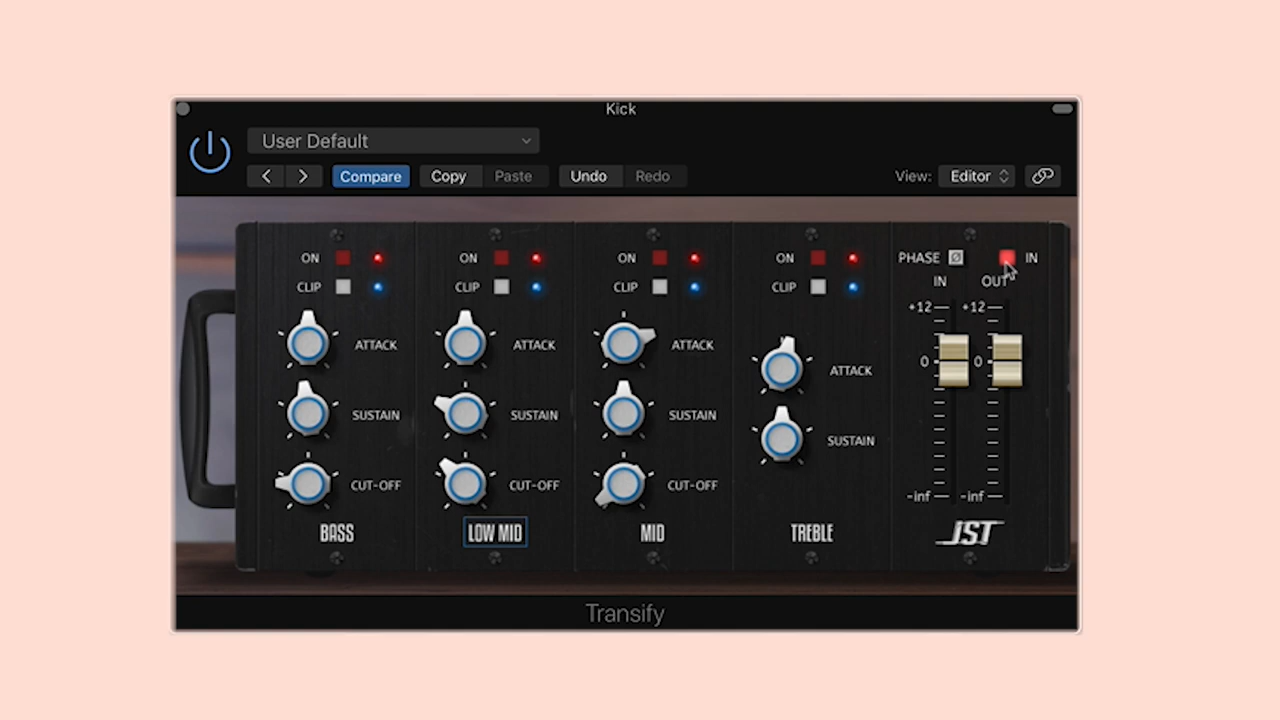 Kick
User Default
Compare Copy Paste Undo Redo View: Editor
ON ON ON ON PHASE Ø IN
CLIP CLIP CLIP CLIP IN OUT
+12 +12
ATTACK ATTACK ATTACK 0 0
ATTACK
SUSTAIN SUSTAIN SUSTAIN
SUSTAIN
CUT-OFF CUT-OFF CUT-OFF -inf -inf
BASS LOW MID MID TREBLE JST
Transify